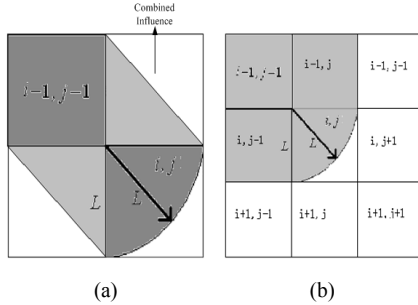 Combined
Influence
i-1, j-1
i, j
L
L
(a)
i-1, j-1
i-1, j
i-1, j-1
i, j-1
i, j
i, j+1
L
L
i+1, j-1
i+1, j
i+1, j+1
(b)